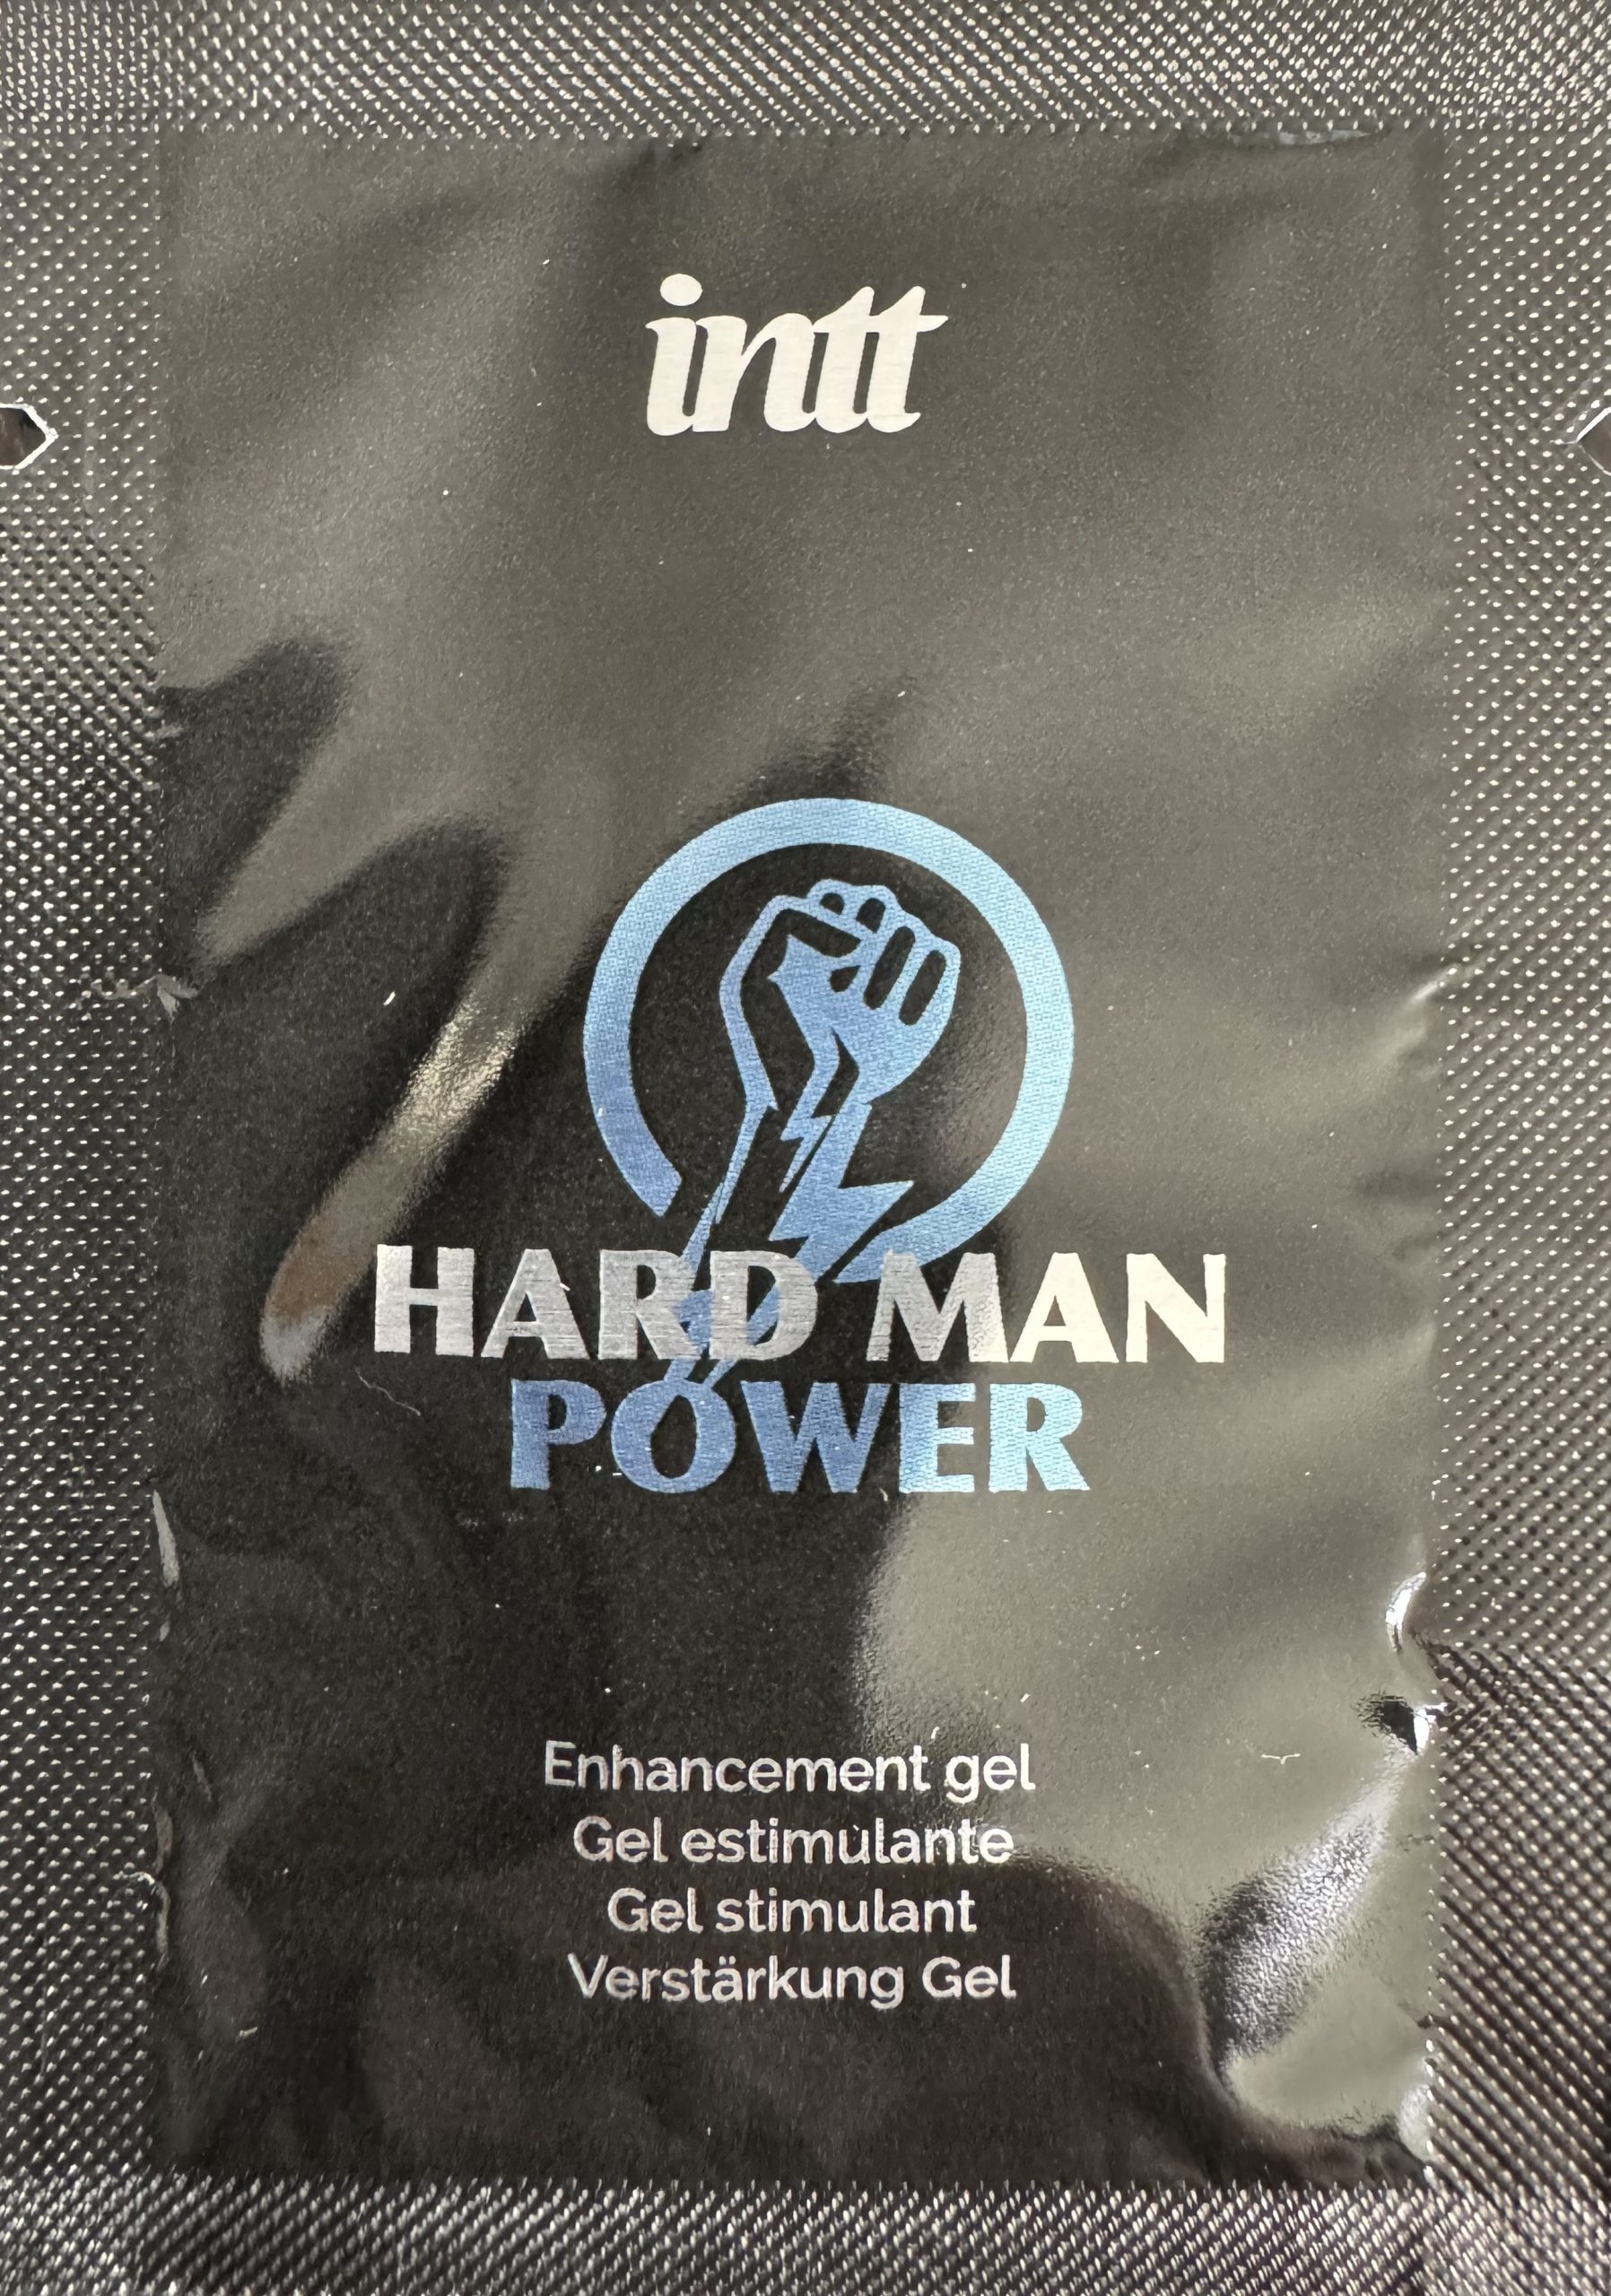 intt
HARD MAN
POWER
Enhancement gel
Gel estimulante
Gel stimulant
Verstärkung Gel